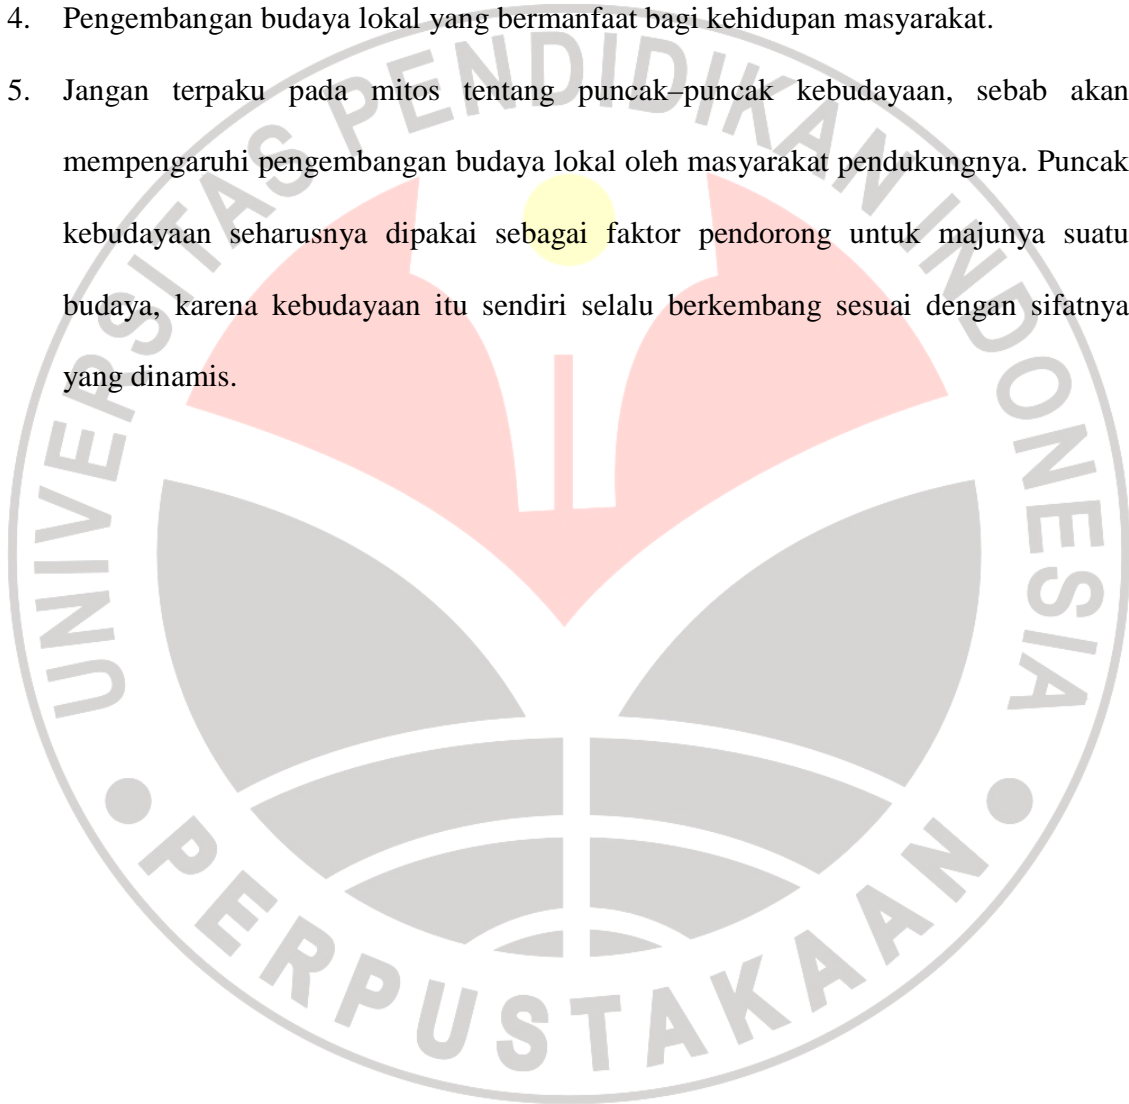 4. Pengembangan budaya lokal yang bermanfaat bagi kehidupan masyarakat.
5. Jangan terpaku pada mitos tentang puncak–puncak kebudayaan, sebab akan
mempengaruhi pengembangan budaya lokal oleh masyarakat pendukungnya. Puncak
kebudayaan seharusnya dipakai sebagai faktor pendorong untuk majunya suatu
budaya, karena kebudayaan itu sendiri selalu berkembang sesuai dengan sifatnya
yang dinamis.
UNIVERSITAS PENDIDIKAN INDONESIA
PERPUSTAKAAN